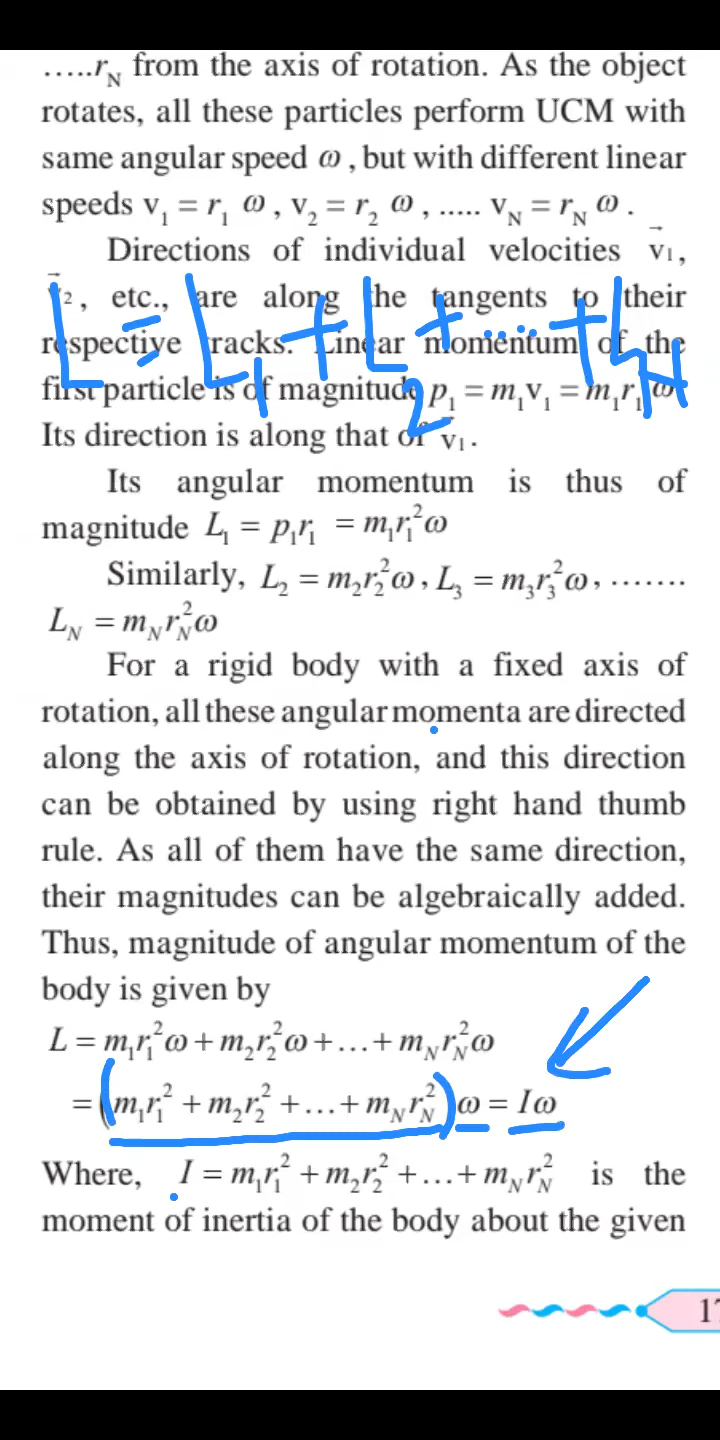 .....r_N from the axis of rotation. As the object
rotates, all these particles perform UCM with
same angular speed ω, but with different linear
speeds v₁ = r₁ ω, v₂ = r₂ ω, ..... v_N = r_N ω.
Directions of individual velocities v⃗₁,
₂, etc., are along the tangents to their
L = L₁ + L₂ + ..... + L_N
respective tracks. Linear momentum of the
first particle is of magnitude p₁ = m₁v₁ = m₁r₁ω
Its direction is along that of v⃗₁.
Its angular momentum is thus of
magnitude L₁ = p₁r₁ = m₁r₁²ω
Similarly, L₂ = m₂r₂²ω, L₃ = m₃r₃²ω, .......
L_N = m_N r_N²ω
For a rigid body with a fixed axis of
rotation, all these angular momenta are directed
along the axis of rotation, and this direction
can be obtained by using right hand thumb
rule. As all of them have the same direction,
their magnitudes can be algebraically added.
Thus, magnitude of angular momentum of the
body is given by
L = m₁r₁²ω + m₂r₂²ω + ... + m_N r_N²ω
= (m₁r₁² + m₂r₂² + ... + m_N r_N²) ω = Iω
Where, I = m₁r₁² + m₂r₂² + ... + m_N r_N² is the
moment of inertia of the body about the given